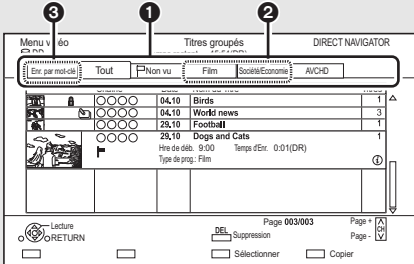 ❸ ❶ ❷
Menu vidéo Titres groupés DIRECT NAVIGATOR
Enr. par mot-clé Tout Non vu Film Société/Economie AVCHD
04.10 Birds 1
04.10 World news 3
29.10 Football 1
29.10 Dogs and Cats 1
Hre de déb. 9:00 Temps d'Enr. 0:01(DR)
Type de prog.: Film
Page 003/003 Page +
Lecture DEL CH
RETURN Suppression Page -
Sélectionner Copier